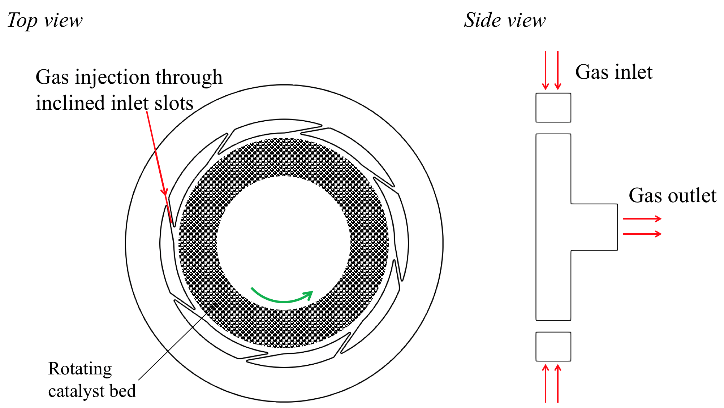 Top view
Side view
Gas injection through
inclined inlet slots
Gas inlet
Gas outlet
Rotating
catalyst bed